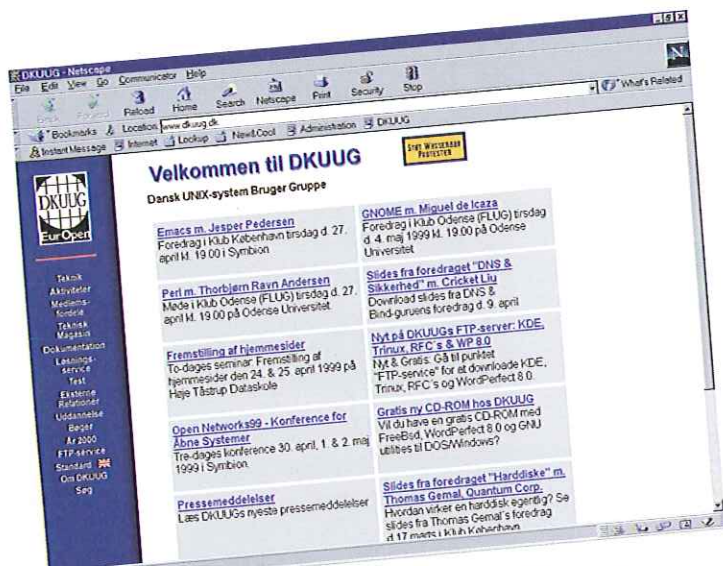 DKUUG - Netscape
File Edit View Go Communicator Help
Back Forward Reload Home Search Netscape Print Security Stop
Bookmarks Location: www.dkuug.dk What's Related
Instant Message Internet Lookup New&Cool Administration DKUUG
DKUUG
EurOpen
Teknik
Aktiviteter
Medlems-
fordele
Teknisk
Magasin
Dokumentation
Løsnings-
service
Test
Eksterne
Relationer
Uddannelse
Bøger
År 2000
FTP-service
Standard
Om DKUUG
Søg
Velkommen til DKUUG
Dansk UNIX-system Bruger Gruppe
Emacs m. Jesper Pedersen
Foredrag i Klub København tirsdag d. 27.
april kl. 19.00 i Symbion.
Perl m. Thorbjørn Ravn Andersen
Møde i Klub Odense (FLUG) tirsdag d. 27.
april kl. 19.00 på Odense Universitet.
Fremstilling af hjemmesider
To-dages seminar: Fremstilling af
hjemmesider den 24. & 25. april 1999 på
Høje Tåstrup Dataskole
Open Networks99 - Konference for
Åbne Systemer
Tre-dages konference 30. april, 1. & 2. maj
1999 i Symbion.
Pressemeddelelser
Læs DKUUGs nyeste pressemeddelelser
GNOME m. Miguel de Icaza
Foredrag i Klub Odense (FLUG) tirsdag
d. 4. maj 1999 kl. 19.00 på Odense
Universitet
Slides fra foredraget "DNS &
Sikkerhed" m. Cricket Liu
Download slides fra DNS &
Bind-guruens foredrag d. 9. april
Nyt på DKUUGs FTP-server: KDE,
Trinux, RFC´s & WP 8.0
Nyt & Gratis: Gå til punktet
"FTP-service" for at downloade KDE,
Trinux, RFC´s og WordPerfect 8.0.
Gratis ny CD-ROM hos DKUUG
Vil du have en gratis CD-ROM med
FreeBsd, WordPerfect 8.0 og GNU
utilities til DOS/Windows?
Slides fra foredraget "Harddiske" m.
Thomas Gemal, Quantum Corp.
Hvordan virker en harddisk egentlig? Se
slides fra Thomas Gemal´s foredrag
d.17 marts i Klub København